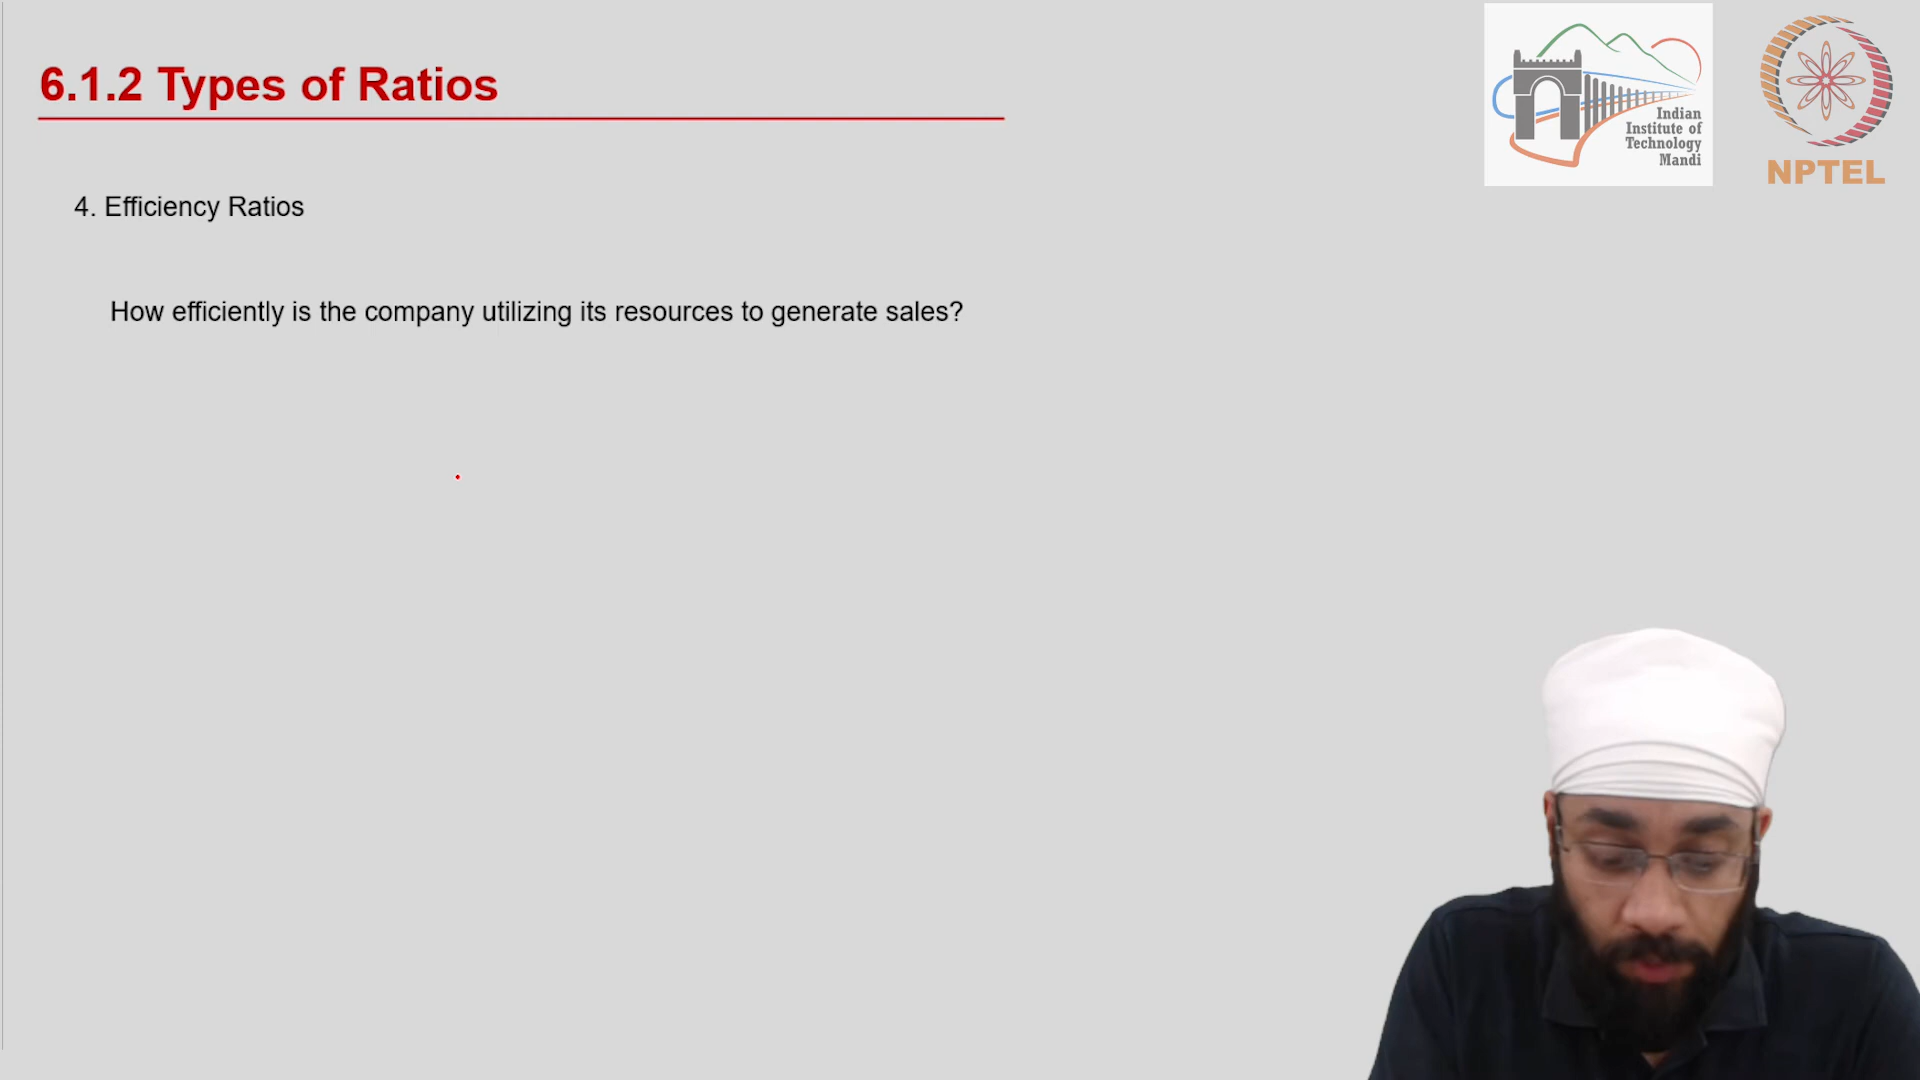 6.1.2 Types of Ratios
Indian
Institute of
Technology
Mandi
NPTEL
4. Efficiency Ratios
How efficiently is the company utilizing its resources to generate sales?